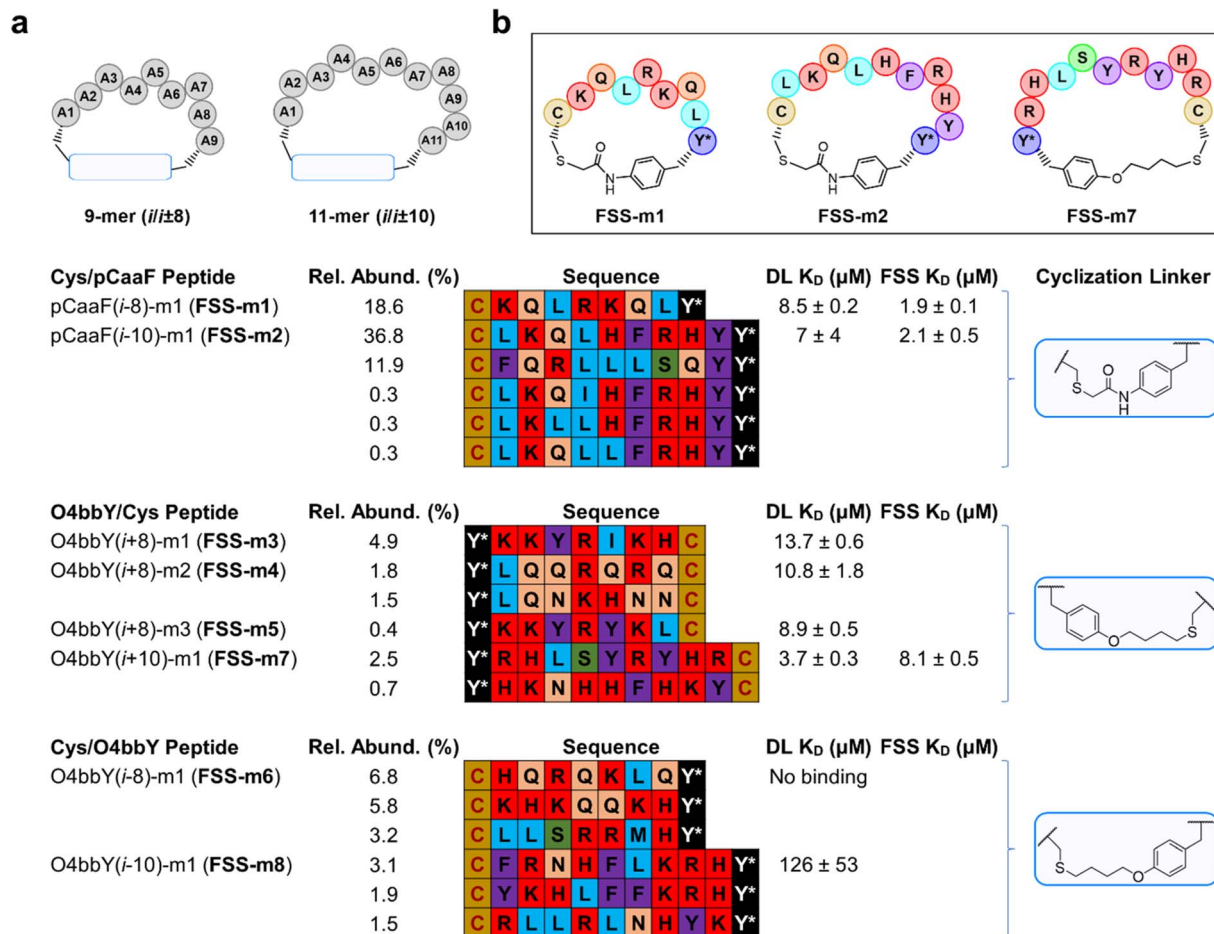 a
A1 A2 A3 A4 A5 A6 A7 A8 A9
9-mer (i/i±8)
A1 A2 A3 A4 A5 A6 A7 A8 A9 A10 A11
11-mer (i/i±10)
b
C K Q L R K Q L Y*
S O N H
FSS-m1
C L K Q L H F R H Y Y*
S O N H
FSS-m2
Y* R H L S Y R Y H R C
O S
FSS-m7
Cys/pCaaF Peptide Rel. Abund. (%) Sequence DL KD (µM) FSS KD (µM) Cyclization Linker
pCaaF(i-8)-m1 (FSS-m1) 18.6 C K Q L R K Q L Y* 8.5 ± 0.2 1.9 ± 0.1
pCaaF(i-10)-m1 (FSS-m2) 36.8 C L K Q L H F R H Y Y* 7 ± 4 2.1 ± 0.5
11.9 C F Q R L L L S Q Y Y*
0.3 C L K Q I H F R H Y Y*
0.3 C L K L L H F R H Y Y*
0.3 C L K Q L L F R H Y Y*
S O N H
O4bbY/Cys Peptide Rel. Abund. (%) Sequence DL KD (µM) FSS KD (µM)
O4bbY(i+8)-m1 (FSS-m3) 4.9 Y* K K Y R I K H C 13.7 ± 0.6
O4bbY(i+8)-m2 (FSS-m4) 1.8 Y* L Q Q R Q R Q C 10.8 ± 1.8
1.5 Y* L Q N K H N N C
O4bbY(i+8)-m3 (FSS-m5) 0.4 Y* K K Y R Y K L C 8.9 ± 0.5
O4bbY(i+10)-m1 (FSS-m7) 2.5 Y* R H L S Y R Y H R C 3.7 ± 0.3 8.1 ± 0.5
0.7 Y* H K N H H F H K Y C
O S
Cys/O4bbY Peptide Rel. Abund. (%) Sequence DL KD (µM) FSS KD (µM)
O4bbY(i-8)-m1 (FSS-m6) 6.8 C H Q R Q K L Q Y* No binding
5.8 C K H K Q Q K H Y*
3.2 C L L S R R M H Y*
O4bbY(i-10)-m1 (FSS-m8) 3.1 C F R N H F L K R H Y* 126 ± 53
1.9 C Y K H L F F K R H Y*
1.5 C R L L R L N H Y K Y*
S O